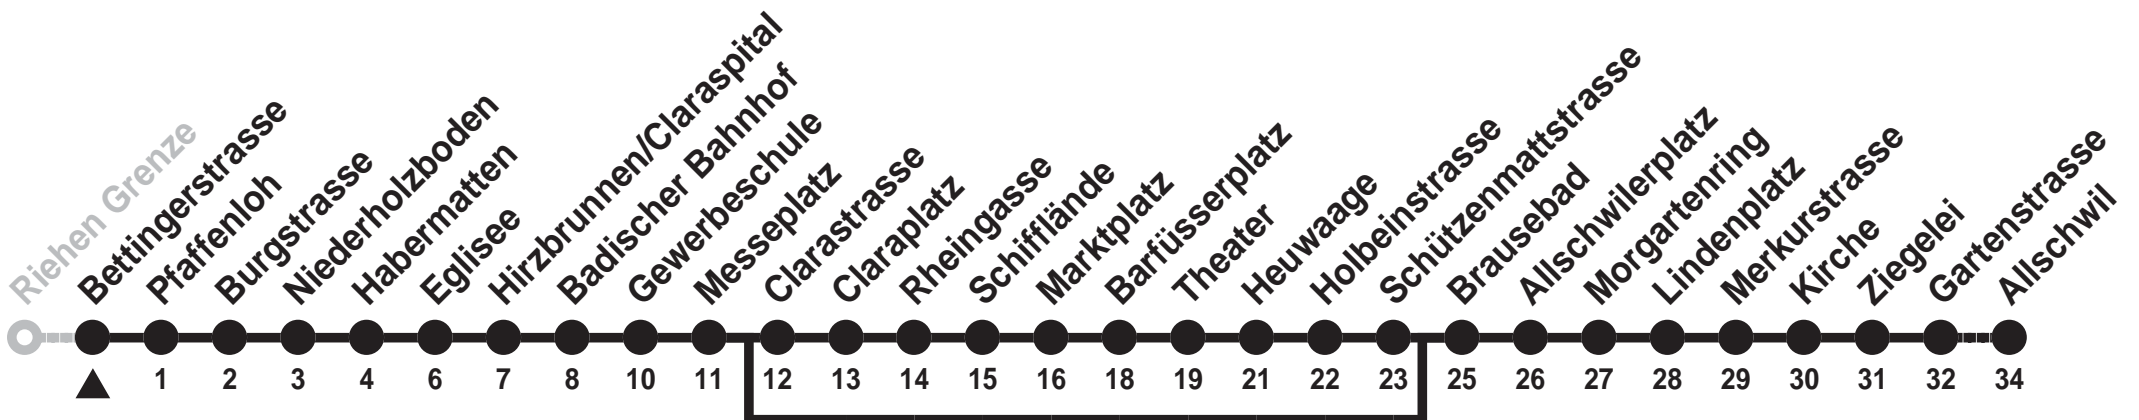 Riehen Grenze
Bettingerstrasse
Pfaffenloh
Burgstrasse
Niederholzboden
Habermatten
Eglisee
Hirzbrunnen/Claraspital
Badischer Bahnhof
Gewerbeschule
Messeplatz
Clarastrasse
Claraplatz
Rheingasse
Schifflände
Marktplatz
Barfüsserplatz
Theater
Heuwaage
Holbeinstrasse
Schützenmattstrasse
Brausebad
Allschwilerplatz
Morgartenring
Lindenplatz
Merkurstrasse
Kirche
Ziegelei
Gartenstrasse
Allschwil
1 2 3 4 6 7 8 10 11 12 13 14 15 16 18 19 21 22 23 25 26 27 28 29 30 31 32 34